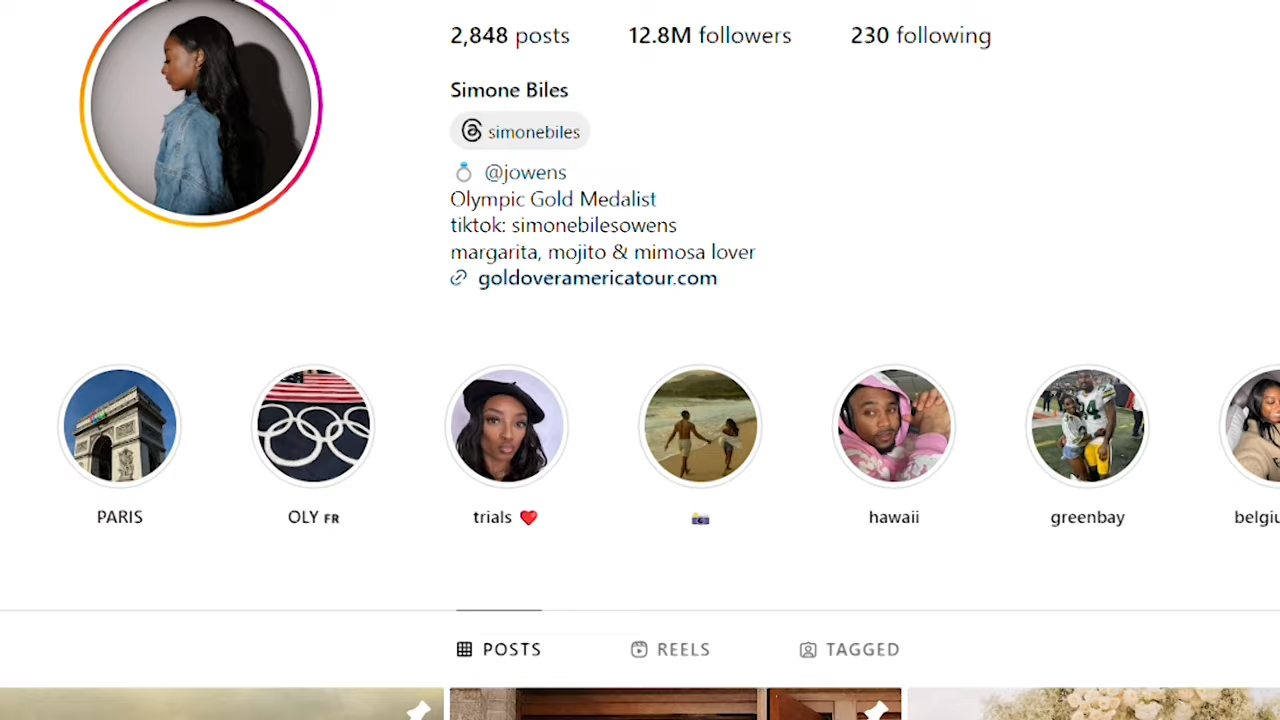 2,848 posts 12.8M followers 230 following
Simone Biles
simonebiles
@jowens
Olympic Gold Medalist
tiktok: simonebilesowens
margarita, mojito & mimosa lover
goldoveramericatour.com
PARIS OLY FR trials hawaii greenbay
POSTS REELS TAGGED